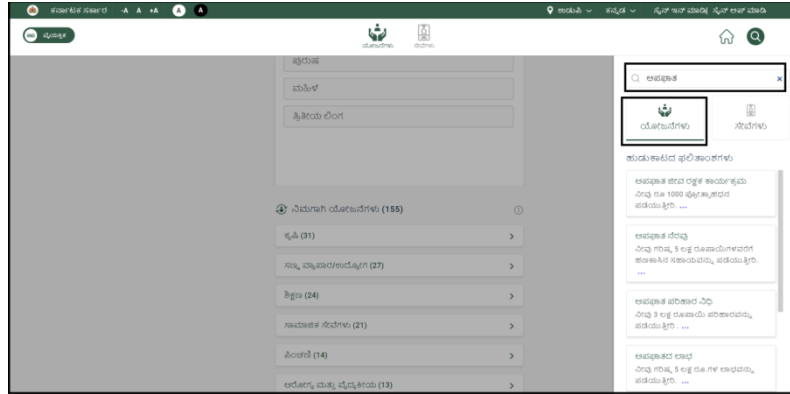 ಕರ್ನಾಟಕ ಸರ್ಕಾರ -A A +A A A ಉಡುಪಿ ಕನ್ನಡ ಸೈನ್ ಇನ್ ಮಾಡಿ| ಸೈನ್ ಅಪ್ ಮಾಡಿ
ವೈಯಕ್ತಿಕ ಯೋಜನೆಗಳು ಸೇವೆಗಳು
ಪುರುಷ
ಮಹಿಳೆ
ತ್ರಿತೀಯ ಲಿಂಗ
ನಿಮಗಾಗಿ ಯೋಜನೆಗಳು (155)
ಕೃಷಿ (31)
ಸಣ್ಣ ವ್ಯಾಪಾರ/ಉದ್ಯೋಗ (27)
ಶಿಕ್ಷಣ (24)
ಸಾಮಾಜಿಕ ಸೇವೆಗಳು (21)
ಪಿಂಚಣಿ (14)
ಆರೋಗ್ಯ ಮತ್ತು ವೈದ್ಯಕೀಯ (13)
ಅಪಘಾತ ×
ಯೋಜನೆಗಳು ಸೇವೆಗಳು
ಹುಡುಕಾಟದ ಫಲಿತಾಂಶಗಳು
ಅಪಘಾತ ಜೀವ ರಕ್ಷಕ ಕಾರ್ಯಕ್ರಮ
ನೀವು ರೂ 1000 ಪ್ರೋತ್ಸಾಹಧನ
ಪಡೆಯುತ್ತೀರಿ. ...
ಅಪಘಾತ ನೆರವು
ನೀವು ಗರಿಷ್ಠ 5 ಲಕ್ಷ ರೂಪಾಯಿಗಳವರೆಗೆ
ಹಣಕಾಸಿನ ಸಹಾಯವನ್ನು ಪಡೆಯುತ್ತೀರಿ.
...
ಅಪಘಾತ ಪರಿಹಾರ ನಿಧಿ
ನೀವು 3 ಲಕ್ಷ ರೂಪಾಯಿ ಪರಿಹಾರವನ್ನು
ಪಡೆಯುತ್ತೀರಿ . ...
ಅಪಘಾತದ ಲಾಭ
ನೀವು ಗರಿಷ್ಠ 5 ಲಕ್ಷ ರೂ.ಗಳ ಲಾಭವನ್ನು
ಪಡೆಯುತ್ತೀರಿ. ...